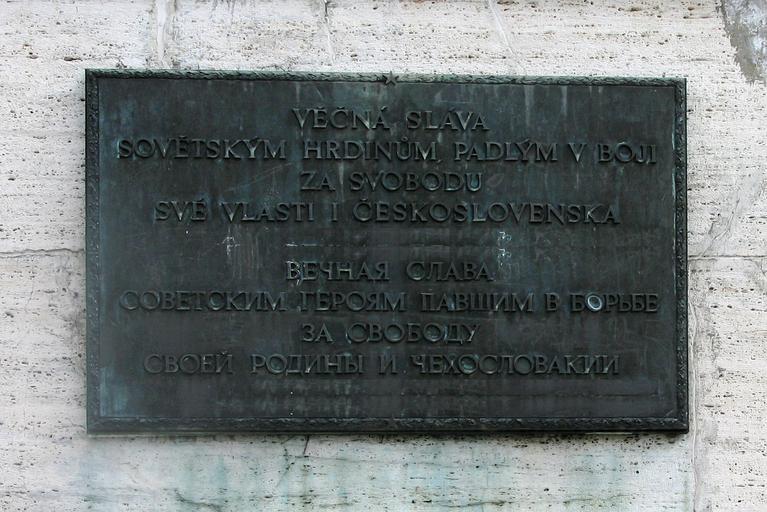 VĚČNÁ SLÁVA
SOVĚTSKÝM HRDINŮM, PADLÝM V BOJI
ZA SVOBODU
SVÉ VLASTI I ČESKOSLOVENSKA
ВЕЧНАЯ СЛАВА
СОВЕТСКИМ ГЕРОЯМ ПАВШИМ В БОРЬБЕ
ЗА СВОБОДУ
СВОЕЙ РОДИНЫ И ЧЕХОСЛОВАКИИ